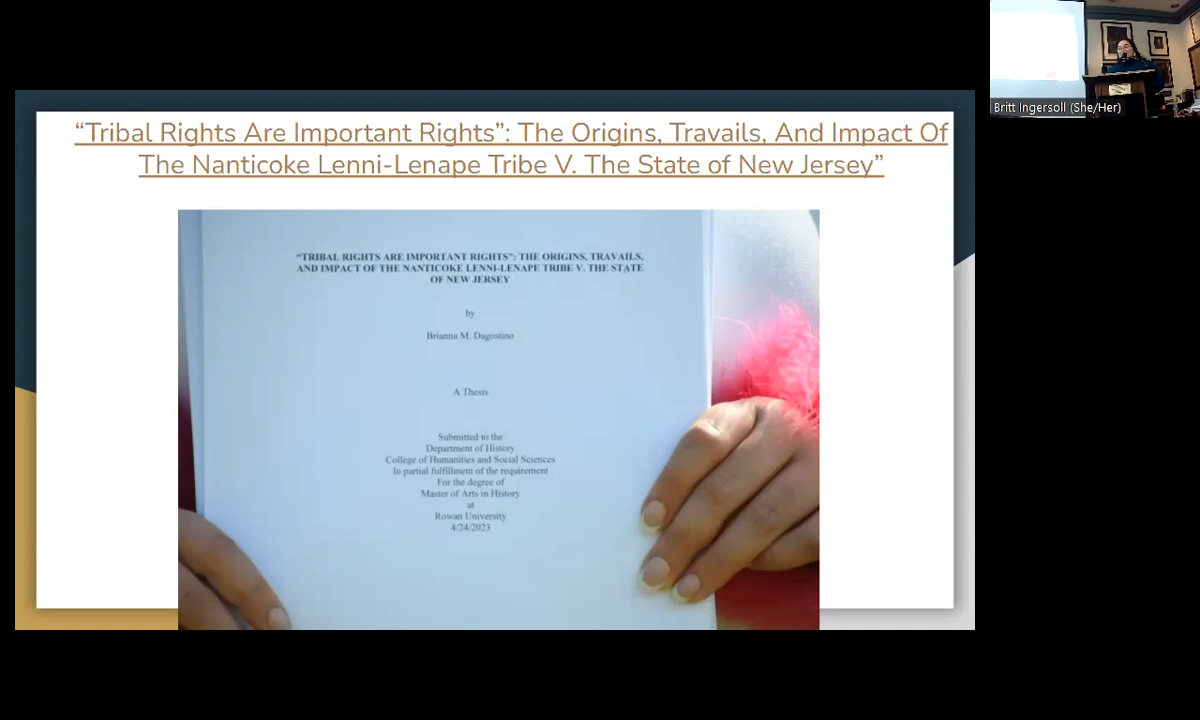 “Tribal Rights Are Important Rights”: The Origins, Travails, And Impact Of
The Nanticoke Lenni-Lenape Tribe V. The State of New Jersey”
“TRIBAL RIGHTS ARE IMPORTANT RIGHTS”: THE ORIGINS, TRAVAILS,
AND IMPACT OF THE NANTICOKE LENNI-LENAPE TRIBE V. THE STATE
OF NEW JERSEY
by
Brianna M. Dagostino
A Thesis
Submitted to the
Department of History
College of Humanities and Social Sciences
In partial fulfillment of the requirement
For the degree of
Master of Arts in History
at
Rowan University
4/24/2023
Britt Ingersoll (She/Her)